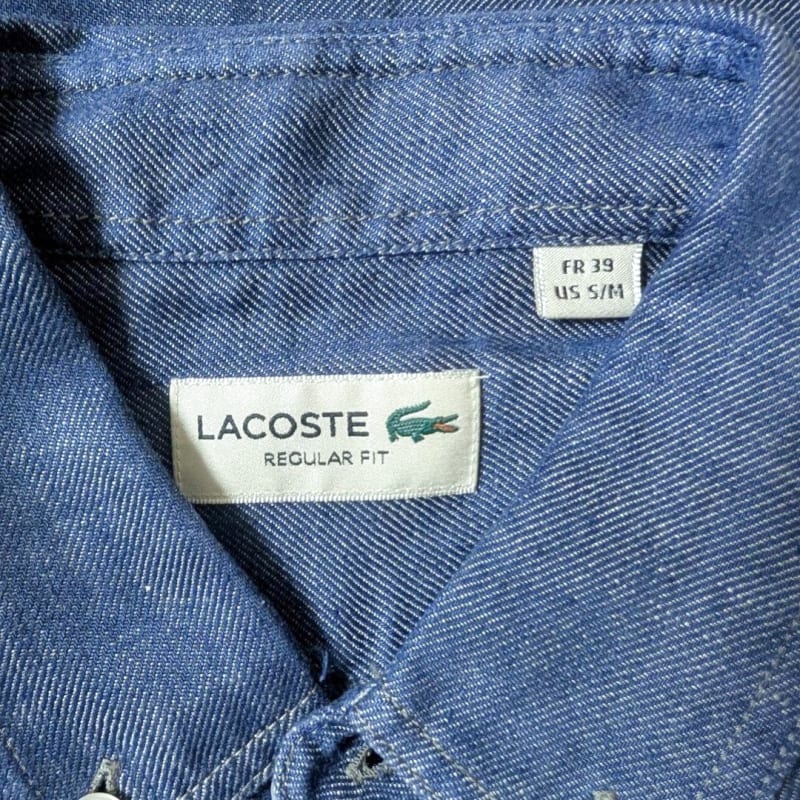 FR 39
US S/M
LACOSTE
REGULAR FIT